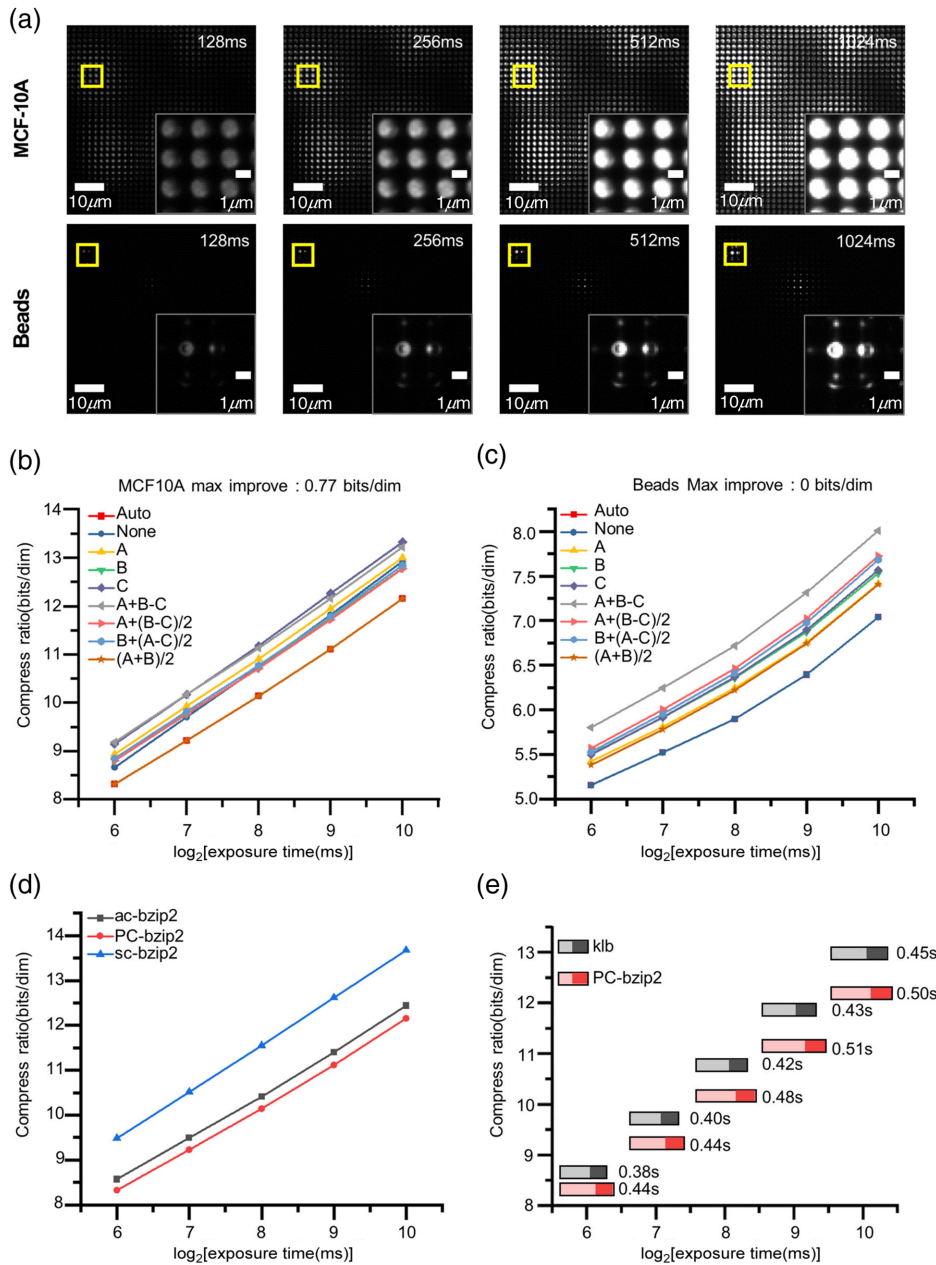 (a)
MCF-10A
128ms
256ms
512ms
1024ms
10μm
1μm
10μm
1μm
10μm
1μm
10μm
1μm
Beads
128ms
256ms
512ms
1024ms
10μm
1μm
10μm
1μm
10μm
1μm
10μm
1μm
(b)
MCF10A max improve : 0.77 bits/dim
Compress ratio(bits/dim)
14
13
12
11
10
9
8
Auto
None
A
B
C
A+B-C
A+(B-C)/2
B+(A-C)/2
(A+B)/2
6 7 8 9 10
log2[exposure time(ms)]
(c)
Beads Max improve : 0 bits/dim
Compress ratio(bits/dim)
8.0
7.5
7.0
6.5
6.0
5.5
5.0
Auto
None
A
B
C
A+B-C
A+(B-C)/2
B+(A-C)/2
(A+B)/2
6 7 8 9 10
log2[exposure time(ms)]
(d)
Compress ratio(bits/dim)
14
13
12
11
10
9
8
ac-bzip2
PC-bzip2
sc-bzip2
6 7 8 9 10
log2[exposure time(ms)]
(e)
Compress ratio(bits/dim)
13
12
11
10
9
8
klb
PC-bzip2
0.45s
0.50s
0.43s
0.51s
0.42s
0.48s
0.40s
0.44s
0.38s
0.44s
6 7 8 9 10
log2[exposure time(ms)]